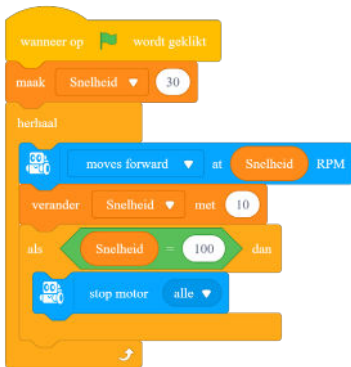 wanneer op wordt geklikt
maak Snelheid 30
herhaal
moves forward at Snelheid RPM
verander Snelheid met 10
als Snelheid = 100 dan
stop motor alle